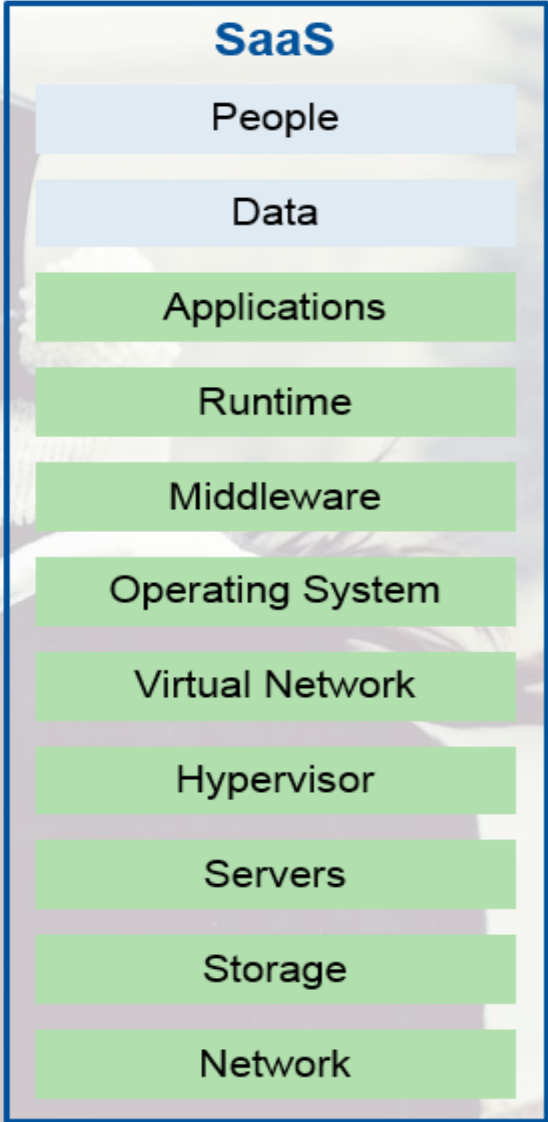 SaaS
People
Data
Applications
Runtime
Middleware
Operating System
Virtual Network
Hypervisor
Servers
Storage
Network